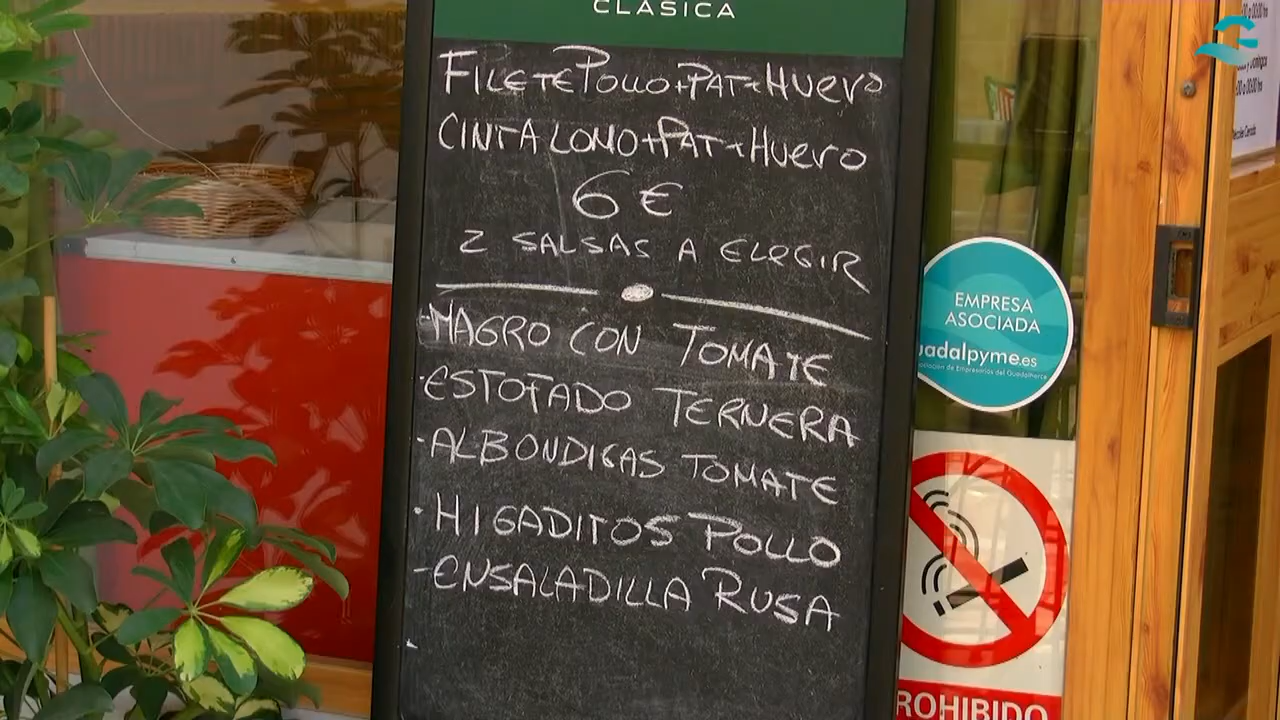 CLASICA
FILETE POLLO+PAT+HUEVO
CINTA LOMO+PAT+HUEVO
6 €
2 SALSAS A ELEGIR
-MAGRO CON TOMATE
·ESTOFADO TERNERA
·ALBONDIGAS TOMATE
·HIGADITOS POLLO
-ENSALADILLA RUSA
EMPRESA
ASOCIADA
uadalpyme.es
ROHIBIDO